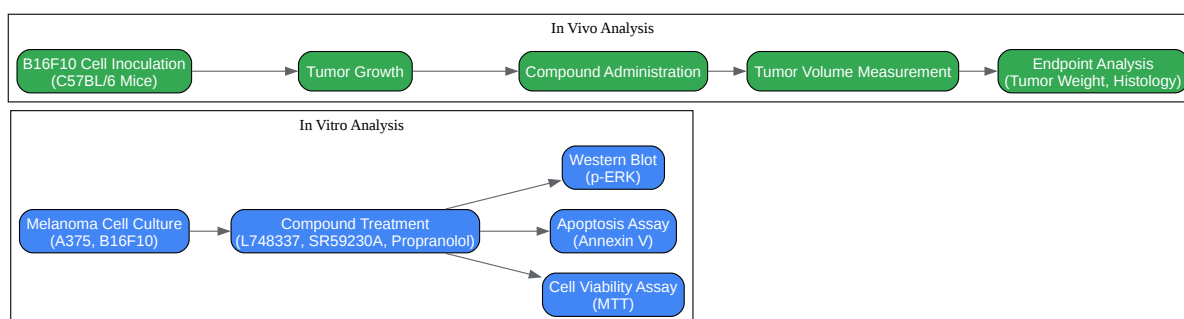 In Vivo Analysis
B16F10 Cell Inoculation
(C57BL/6 Mice)
Tumor Growth
Compound Administration
Tumor Volume Measurement
Endpoint Analysis
(Tumor Weight, Histology)
In Vitro Analysis
Melanoma Cell Culture
(A375, B16F10)
Compound Treatment
(L748337, SR59230A, Propranolol)
Western Blot
(p-ERK)
Apoptosis Assay
(Annexin V)
Cell Viability Assay
(MTT)